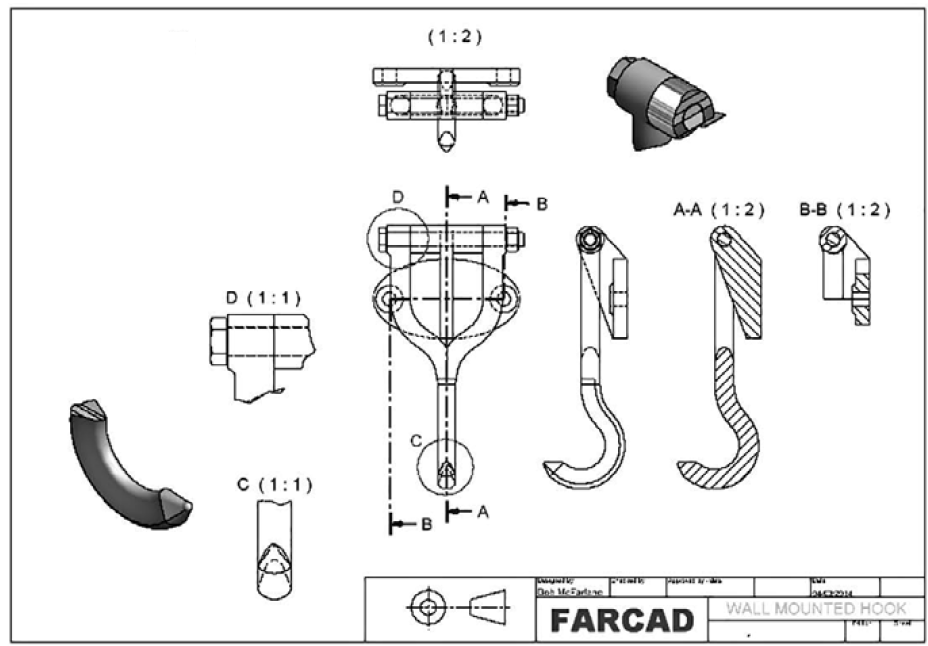 (1:2)
D
A
B
A-A (1:2)
B-B (1:2)
D (1:1)
C
C (1:1)
A
B
Designed by
Checked by
Approved by - date
Date
Bob McFarlane
04/03/2014
FARCAD
WALL MOUNTED HOOK
Edition
Sheet